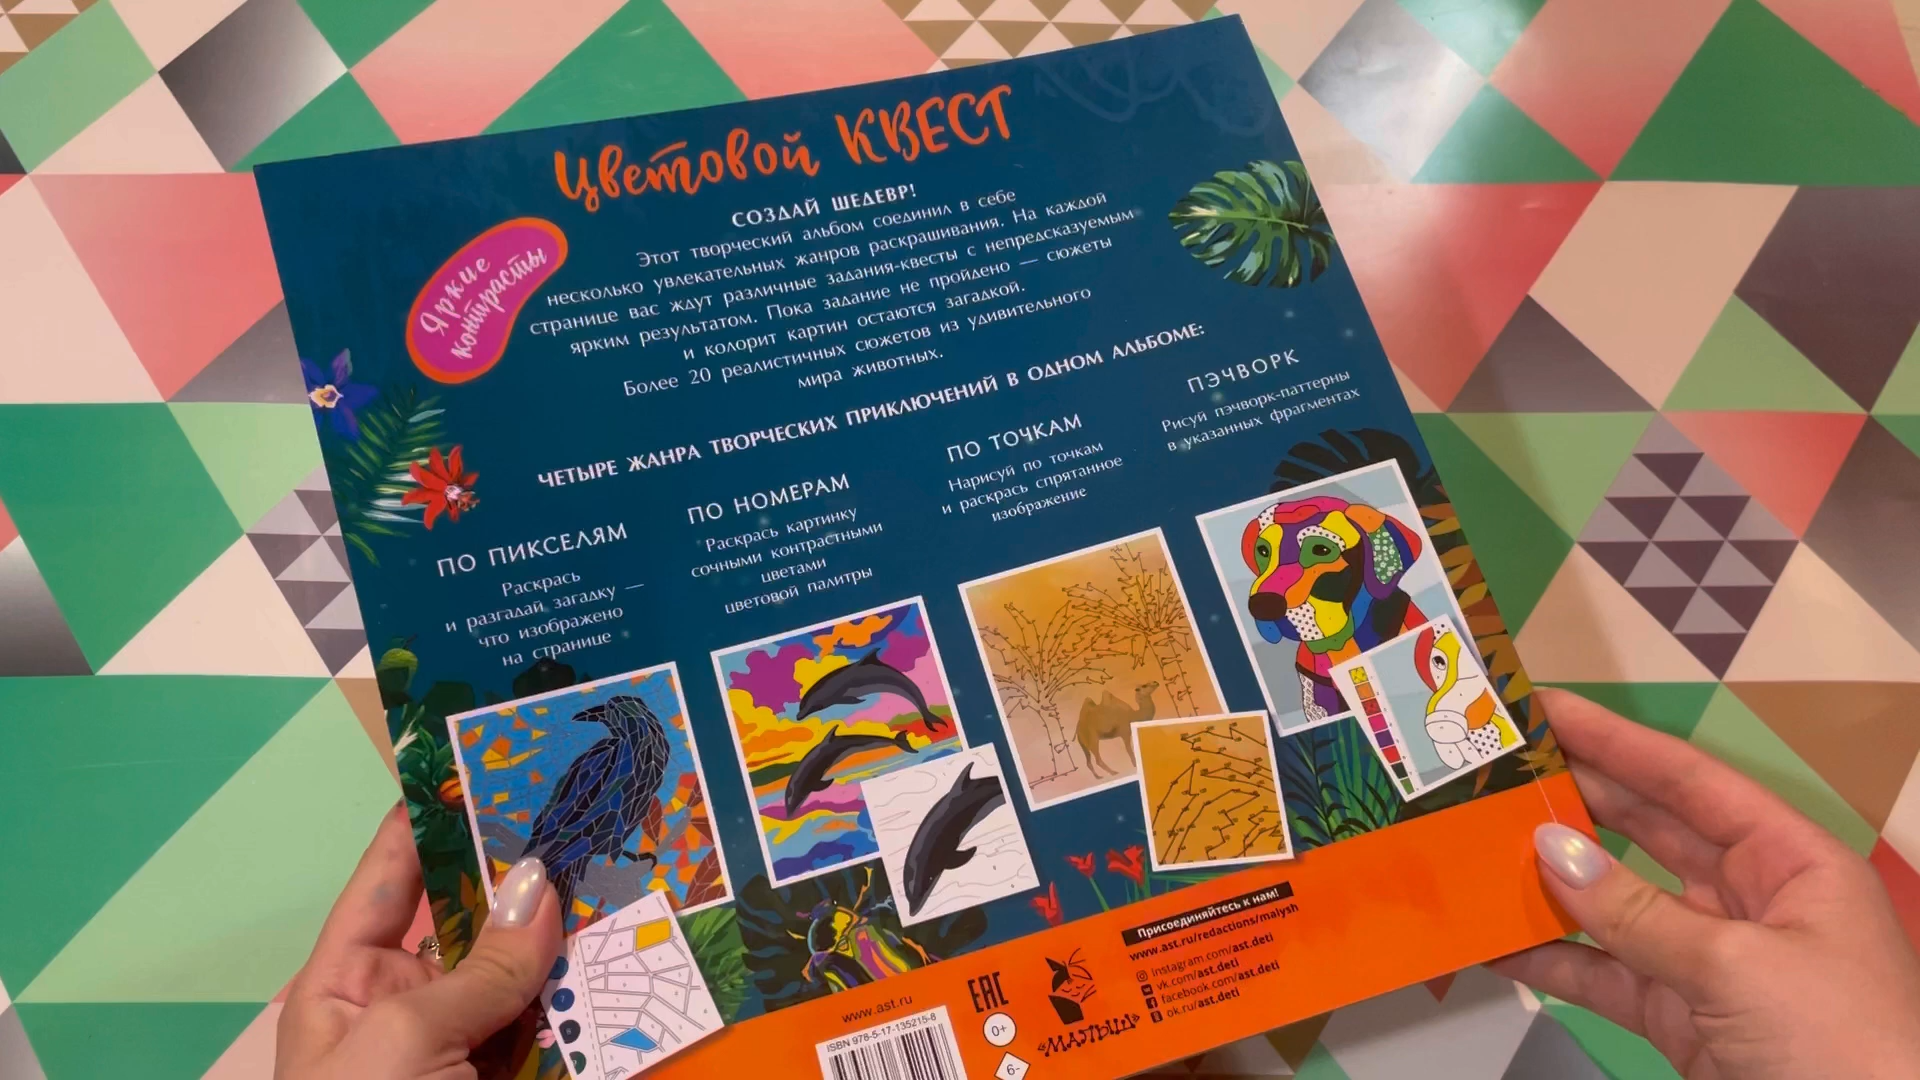 Цветовой КВЕСТ
Яркие
контрасты
СОЗДАЙ ШЕДЕВР!
Этот творческий альбом соединил в себе
несколько увлекательных жанров раскрашивания. На каждой
странице вас ждут различные задания-квесты с непредсказуемым
ярким результатом. Пока задание не пройдено — сюжеты
и колорит картин остаются загадкой.
Более 20 реалистичных сюжетов из удивительного
мира животных.
ЧЕТЫРЕ ЖАНРА ТВОРЧЕСКИХ ПРИКЛЮЧЕНИЙ В ОДНОМ АЛЬБОМЕ:
ПО ПИКСЕЛЯМ
Раскрась
и разгадай загадку —
что изображено
на странице
ПО НОМЕРАМ
Раскрась картинку
сочными контрастными
цветами
цветовой палитры
ПО ТОЧКАМ
Нарисуй по точкам
и раскрась спрятанное
изображение
ПЭЧВОРК
Рисуй пэчворк-паттерны
в указанных фрагментах
www.ast.ru
ISBN 978-5-17-135215-8
EAC
0+
6-
«МАЛЫШ»
Присоединяйтесь к нам!
www.ast.ru/redactions/malysh
instagram.com/ast.deti
vk.com/ast.deti
facebook.com/ast.deti
ok.ru/ast.deti